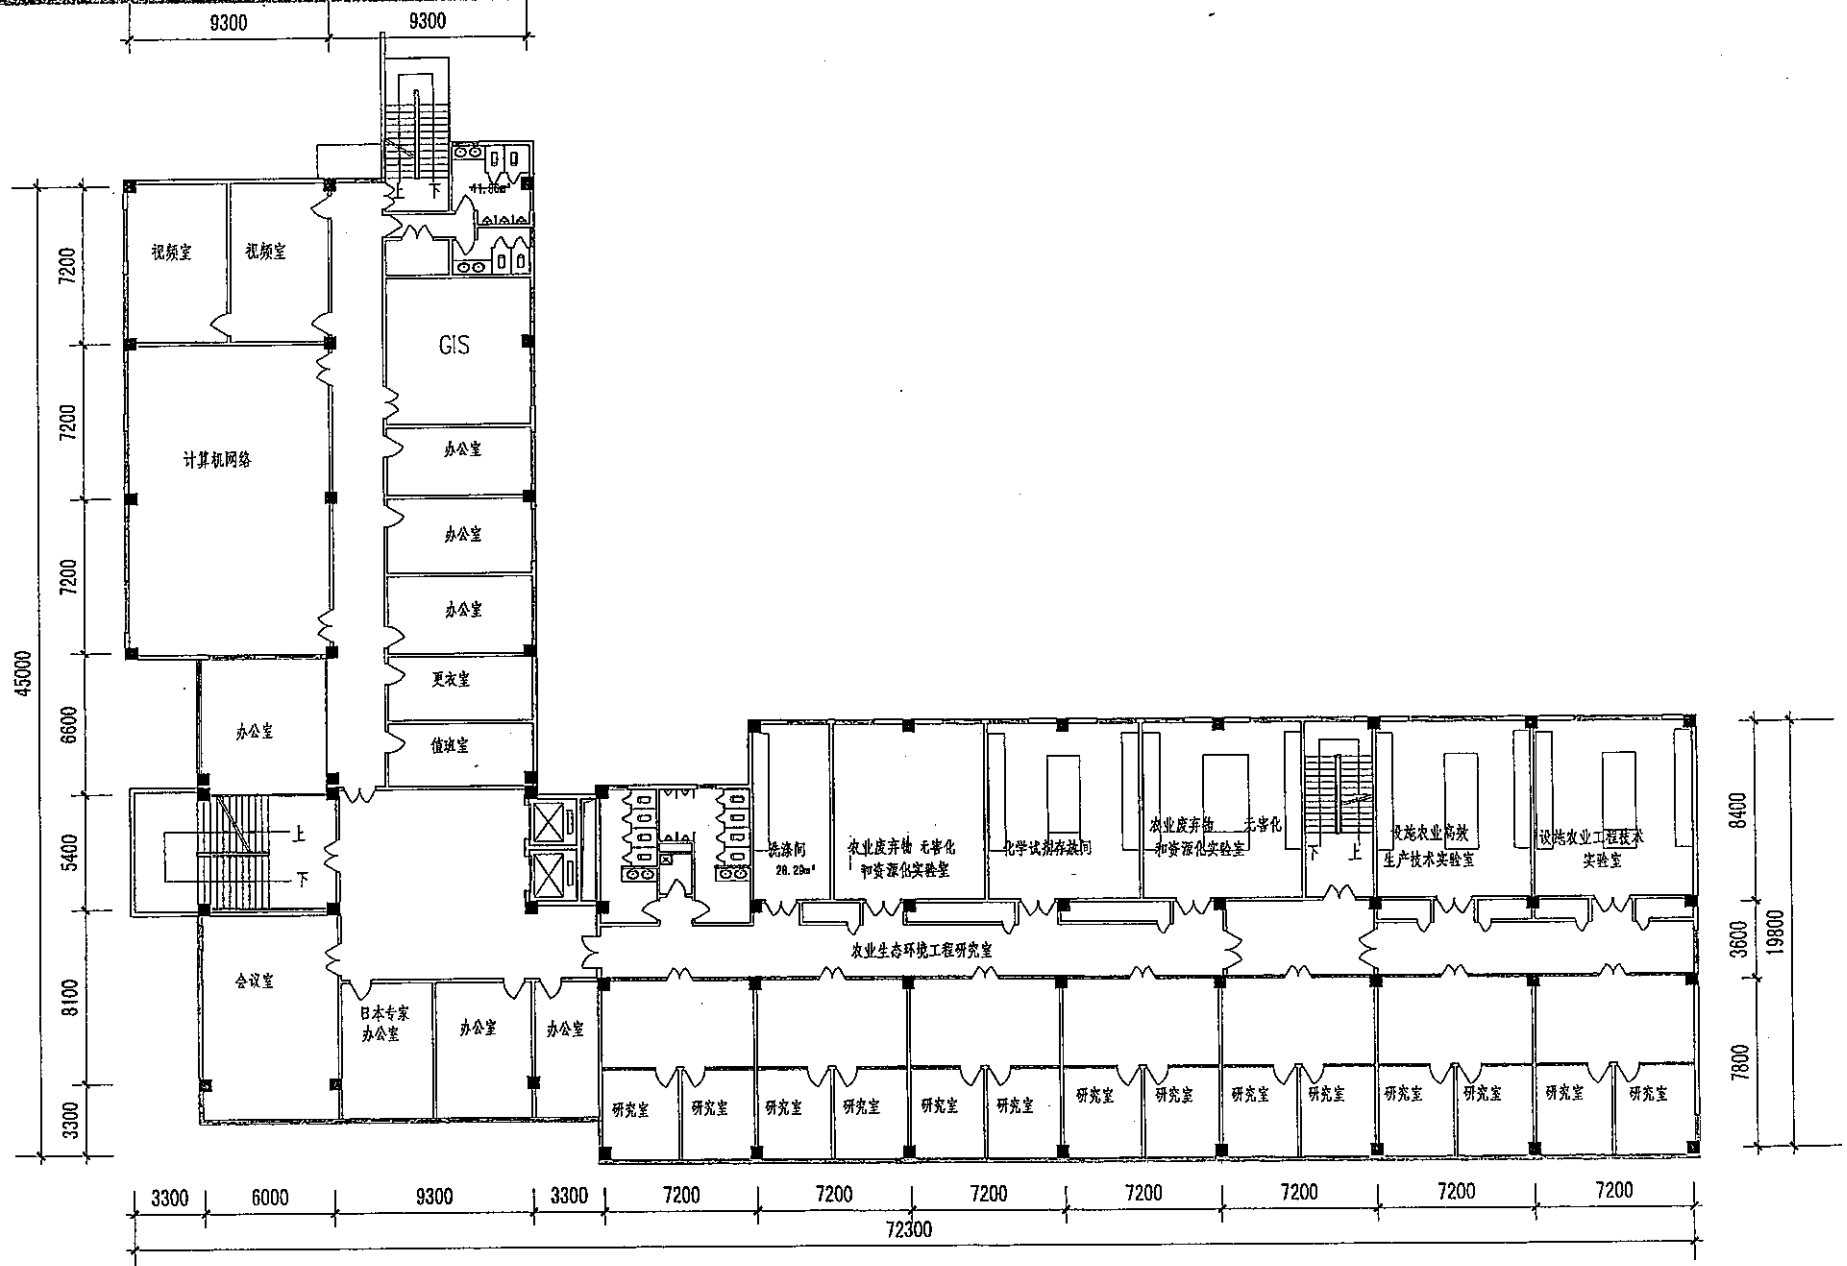 9300
9300
上
下
视频室
视频室
7200
GIS
7200
计算机网络
办公室
办公室
7200
办公室
45000
更衣室
6600
办公室
值班室
5400
上
下
洗涤间
28.29m²
农业废弃物 无害化
和资源化实验室
化学试剂存放间
农业废弃物 无害化
和资源化实验室
下
上
设施农业高效
生产技术实验室
设施农业工程技术
实验室
8400
农业生态环境工程研究室
3600
19800
8100
会议室
日本专家
办公室
办公室
办公室
7800
3300
研究室
研究室
研究室
研究室
研究室
研究室
研究室
研究室
研究室
研究室
研究室
研究室
研究室
研究室
3300
6000
9300
3300
7200
7200
7200
7200
7200
7200
7200
72300